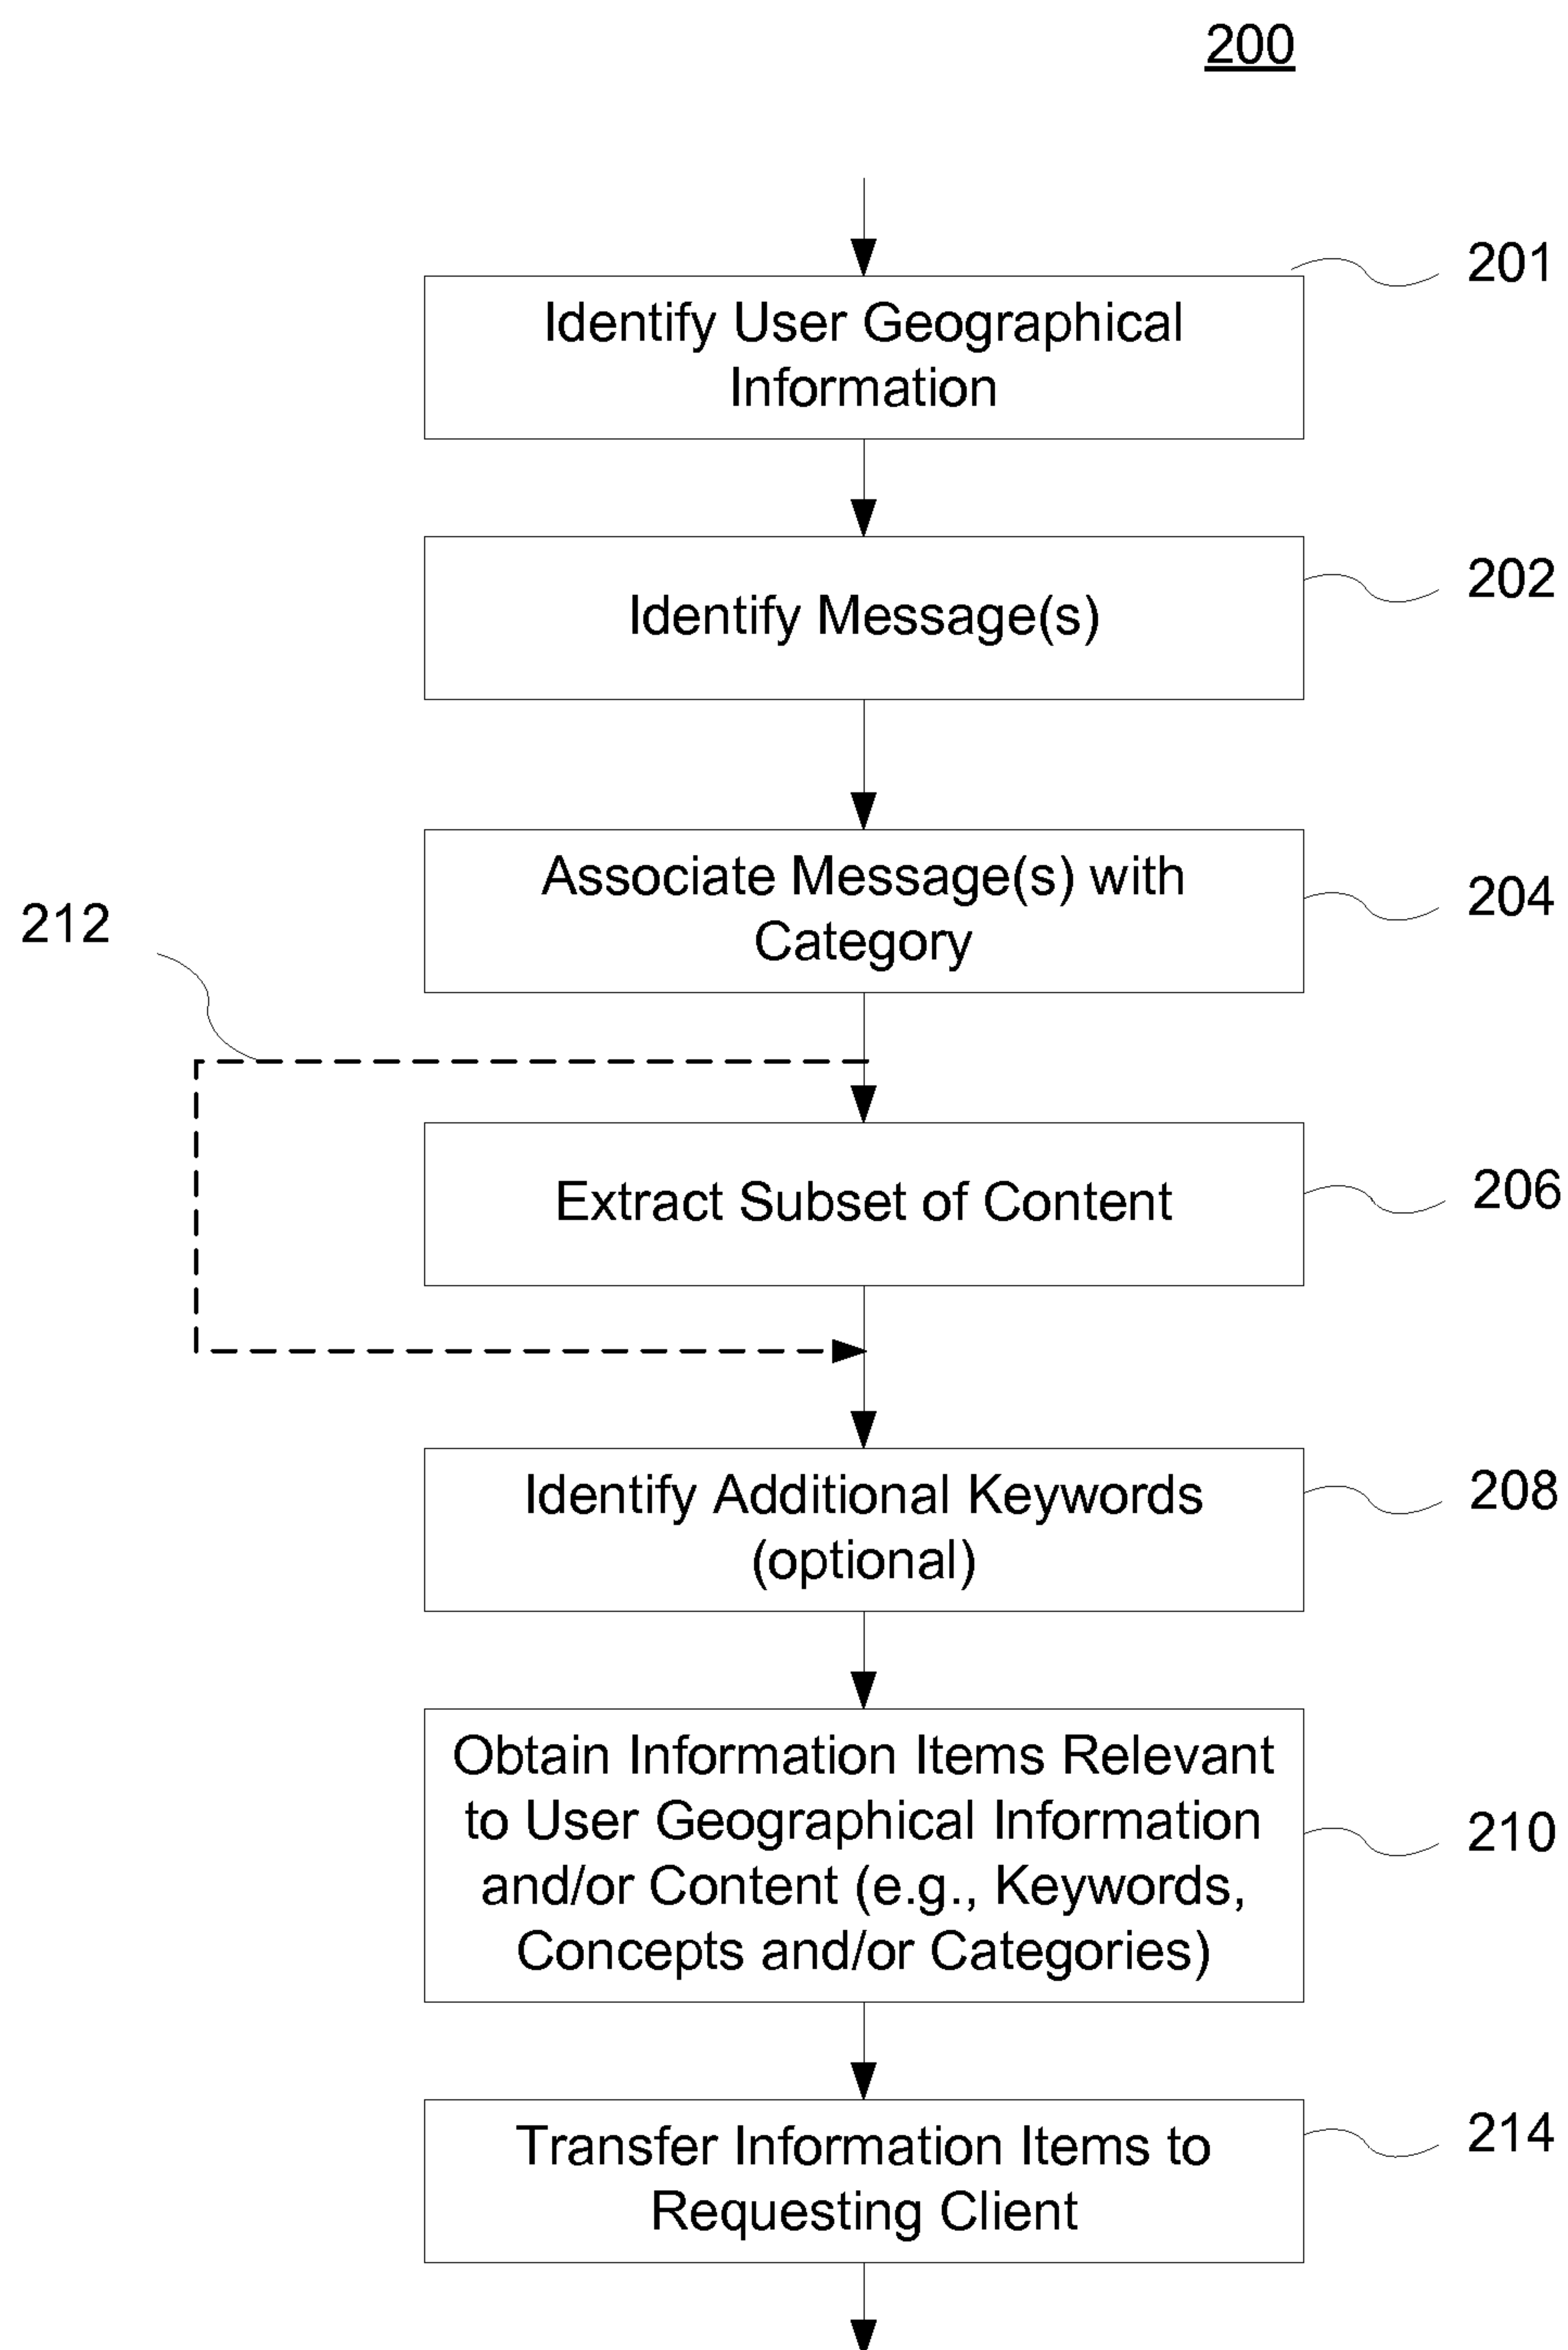 200
201
Identify User Geographical
Information
202
Identify Message(s)
204
Associate Message(s) with
Category
212
206
Extract Subset of Content
208
Identify Additional Keywords
(optional)
Obtain Information Items Relevant
to User Geographical Information
210
and/or Content (e.g., Keywords,
Concepts and/or Categories)
214
Transfer Information Items to
Requesting Client